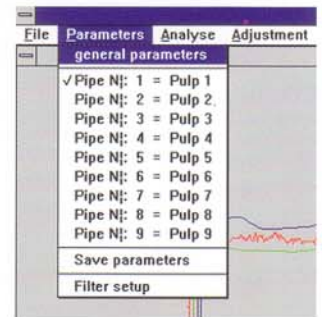 File Parameters Analyse Adjustment
general parameters
√ Pipe N¦: 1 = Pulp 1
Pipe N¦: 2 = Pulp 2
Pipe N¦: 3 = Pulp 3
Pipe N¦: 4 = Pulp 4
Pipe N¦: 5 = Pulp 5
Pipe N¦: 6 = Pulp 6
Pipe N¦: 7 = Pulp 7
Pipe N¦: 8 = Pulp 8
Pipe N¦: 9 = Pulp 9
Save parameters
Filter setup